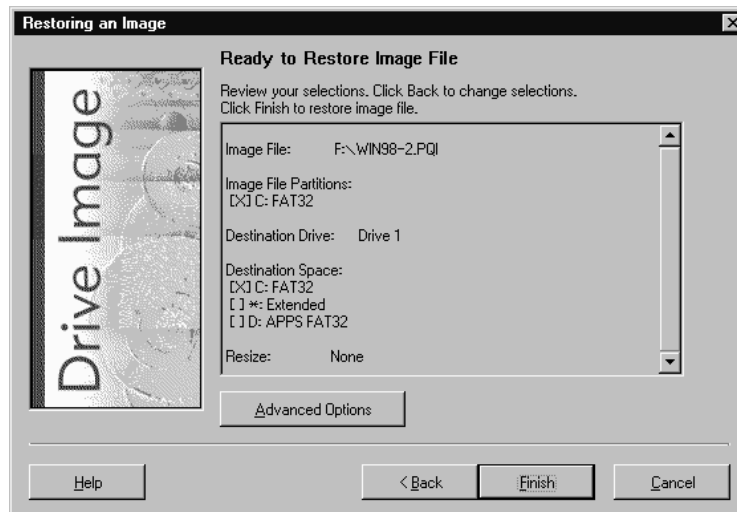 Restoring an Image
Drive Image
Ready to Restore Image File
Review your selections. Click Back to change selections.
Click Finish to restore image file.
Image File: F:\WIN98-2.PQI
Image File Partitions:
[X] C: FAT32
Destination Drive: Drive 1
Destination Space:
[X] C: FAT32
[ ] *: Extended
[ ] D: APPS FAT32
Resize: None
Advanced Options
Help
< Back
Finish
Cancel